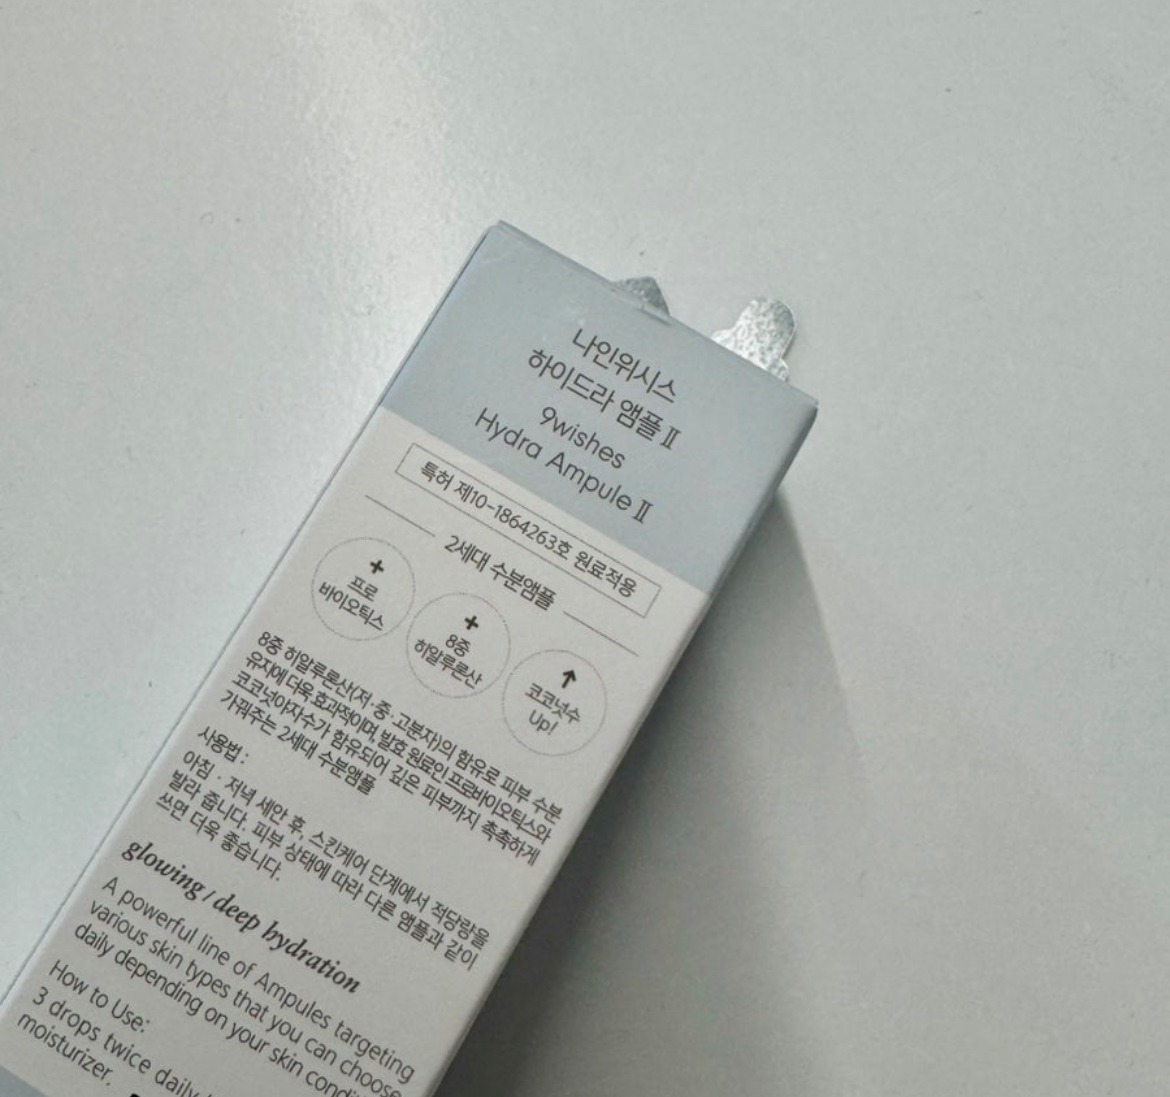 나인위시스
하이드라 앰플 Ⅱ
9wishes
Hydra Ampule Ⅱ
특허 제10-1864263호 원료적용
2세대 수분앰플
+
프로
바이오틱스
+
8중
히알루론산
↑
코코넛수
Up!
8중 히알루론산(저·중·고분자)의 함유로 피부 수분
유지에 더욱 효과적이며, 발효 원료인 프로바이오틱스와
코코넛야자수가 함유되어 깊은 피부까지 촉촉하게
가꿔주는 2세대 수분앰플
사용법 :
아침 · 저녁 세안 후, 스킨케어 단계에서 적당량을
발라 줍니다. 피부 상태에 따라 다른 앰플과 같이
쓰면 더욱 좋습니다.
glowing / deep hydration
A powerful line of Ampules targeting
various skin types that you can choose
daily depending on your skin
How to Use:
3 drops twice daily
moisturizer.